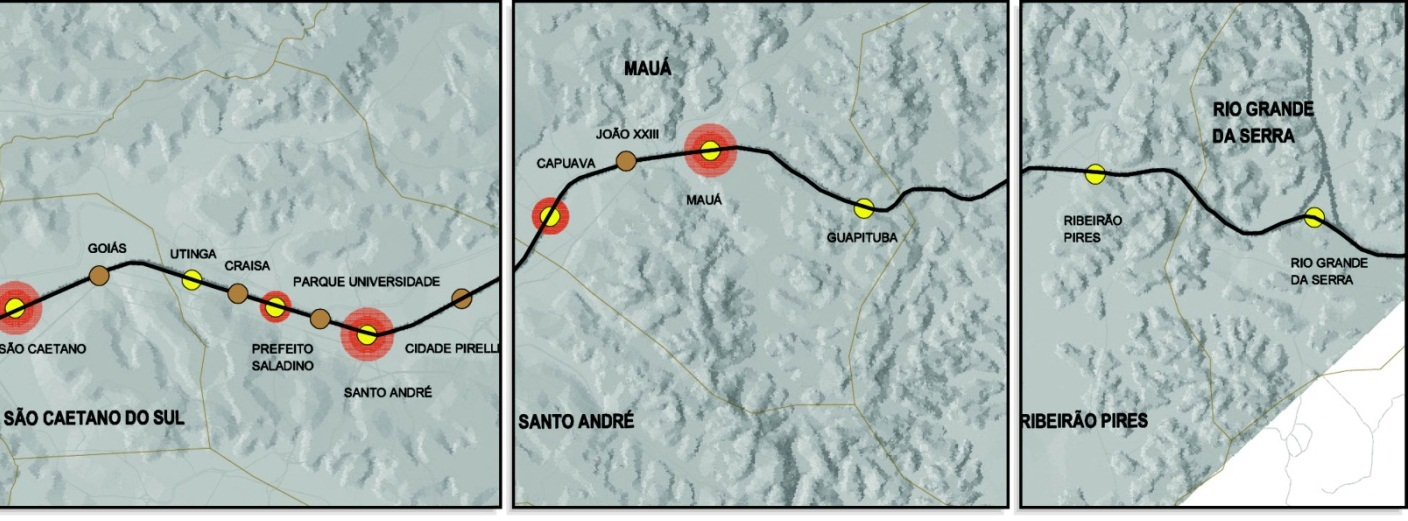 GOIÁS
UTINGA
CRAISA
PARQUE UNIVERSIDADE
SÃO CAETANO
PREFEITO
SALADINO
CIDADE PIRELLI
SANTO ANDRÉ
SÃO CAETANO DO SUL
MAUÁ
JOÃO XXIII
CAPUAVA
MAUÁ
GUAPITUBA
SANTO ANDRÉ
RIO GRANDE
DA SERRA
RIBEIRÃO
PIRES
RIO GRANDE
DA SERRA
RIBEIRÃO PIRES